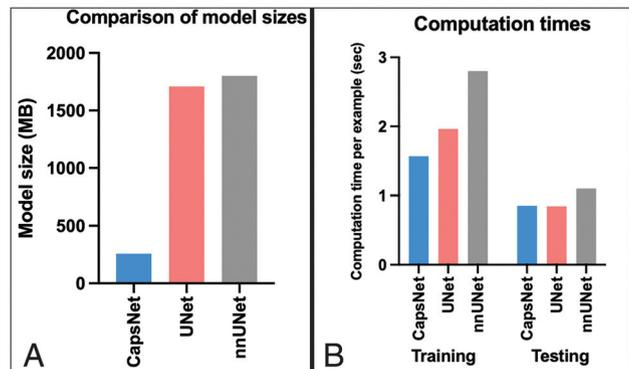 Comparison of model sizes
Model size (MB)
2000
1500
1000
500
0
CapsNet
UNet
nnUNet
A
Computation times
Computation time per example (sec)
3
2
1
0
CapsNet
UNet
nnUNet
CapsNet
UNet
nnUNet
Training
Testing
B